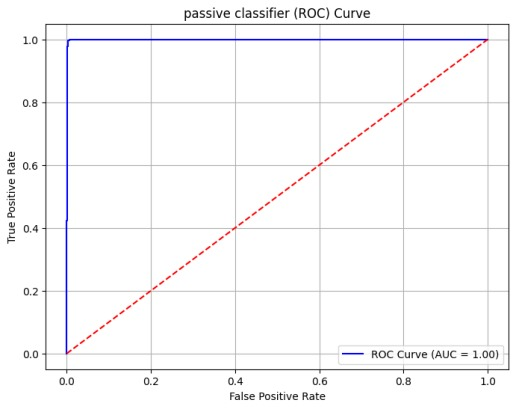 passive classifier (ROC) Curve
1.0
0.8
0.6
0.4
0.2
0.0
True Positive Rate
0.0 0.2 0.4 0.6 0.8 1.0
False Positive Rate
ROC Curve (AUC = 1.00)